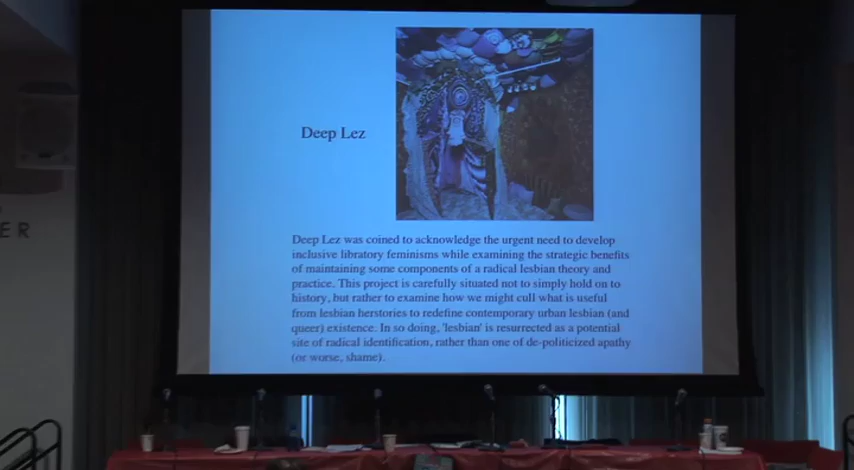 Deep Lez
Deep Lez was coined to acknowledge the urgent need to develop
inclusive libratory feminisms while examining the strategic benefits
of maintaining some components of a radical lesbian theory and
practice. This project is carefully situated not to simply hold on to
history, but rather to examine how we might cull what is useful
from lesbian herstories to redefine contemporary urban lesbian (and
queer) existence. In so doing, 'lesbian' is resurrected as a potential
site of radical identification, rather than one of de-politicized apathy
(or worse, shame).
ER